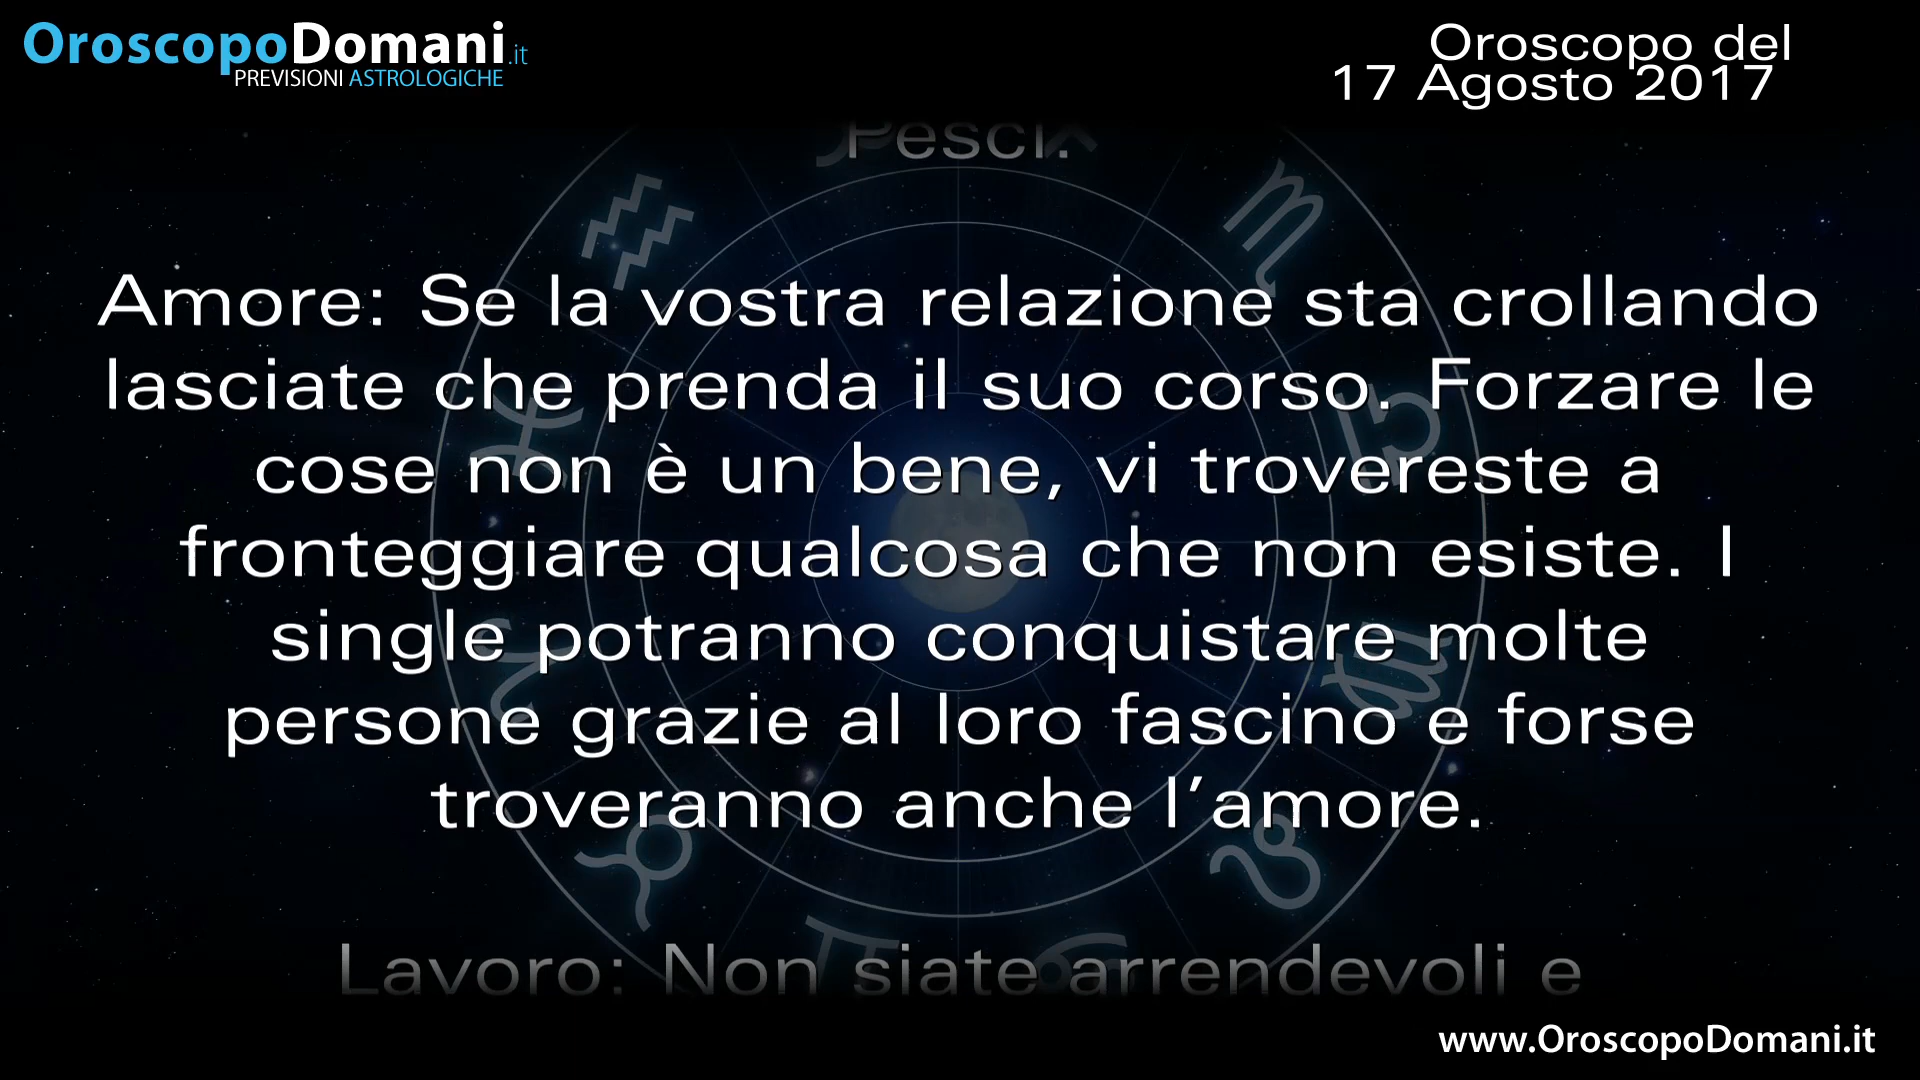 OroscopoDomani.it
PREVISIONI ASTROLOGICHE
Oroscopo del
17 Agosto 2017
Pesci.
Amore: Se la vostra relazione sta crollando
lasciate che prenda il suo corso. Forzare le
cose non è un bene, vi trovereste a
fronteggiare qualcosa che non esiste. I
single potranno conquistare molte
persone grazie al loro fascino e forse
troveranno anche l’amore.
Lavoro: Non siate arrendevoli e
www.OroscopoDomani.it